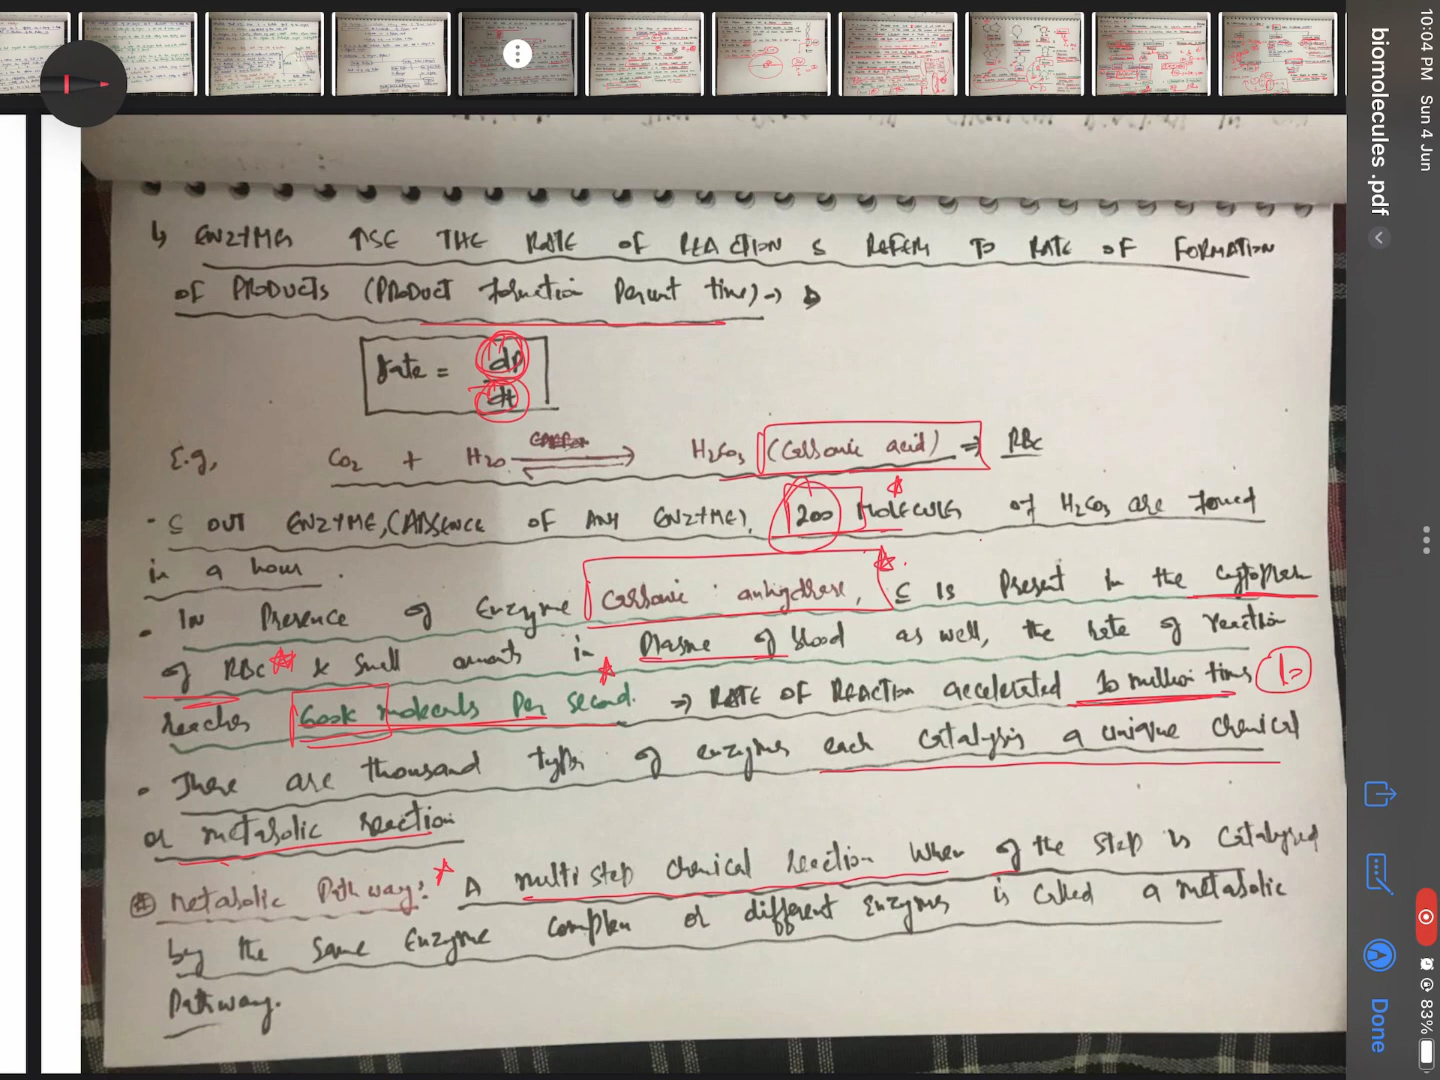 10:04 PM Sun 4 Jun
biomolecules .pdf
83%
Done
↳ ENZYMES ↑SE THE RATE OF REACTION & REFERS TO RATE OF FORMATION
OF PRODUCTS (PRODUCT formation Perunt time) →
rate = dp
dt
E.g, CO2 + H2O ⇌ H2CO3 (Carbonic acid) ⇒ RBC
OUT ENZYME, (ABSENCE OF ANY ENZYME), 200 MOLECULES of H2CO3 are formed
in a hour.
• In Presence of Enzyme Carbonic anhydrase, is Present in the cytoplasm
of RBC & small amounts in Plasma of blood as well, the rate of reaction
reaches 600k molecules Per second. ⇒ RATE OF REACTION accelerated 10 million times 10
• There are thousand types of enzymes each catalysing a unique chemical
or metabolic reaction
# Metabolic Pathway: A multi step chemical reaction when of the step is catalysed
by the same Enzyme complex or different Enzymes is called a metabolic
Pathway.